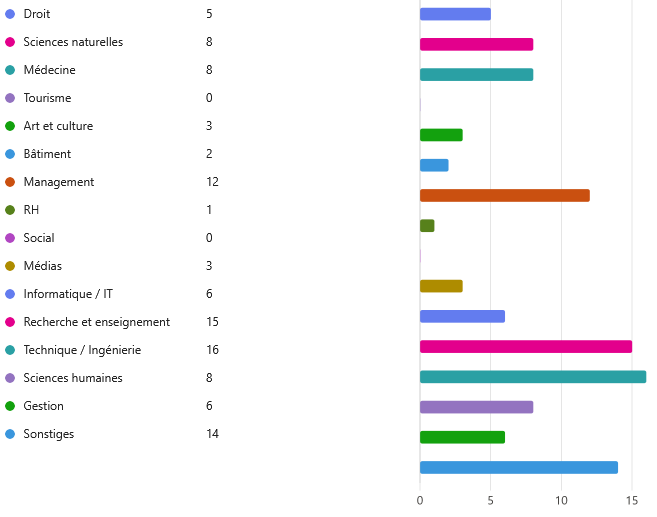 Droit 5
Sciences naturelles 8
Médecine 8
Tourisme 0
Art et culture 3
Bâtiment 2
Management 12
RH 1
Social 0
Médias 3
Informatique / IT 6
Recherche et enseignement 15
Technique / Ingénierie 16
Sciences humaines 8
Gestion 6
Sonstiges 14
0 5 10 15